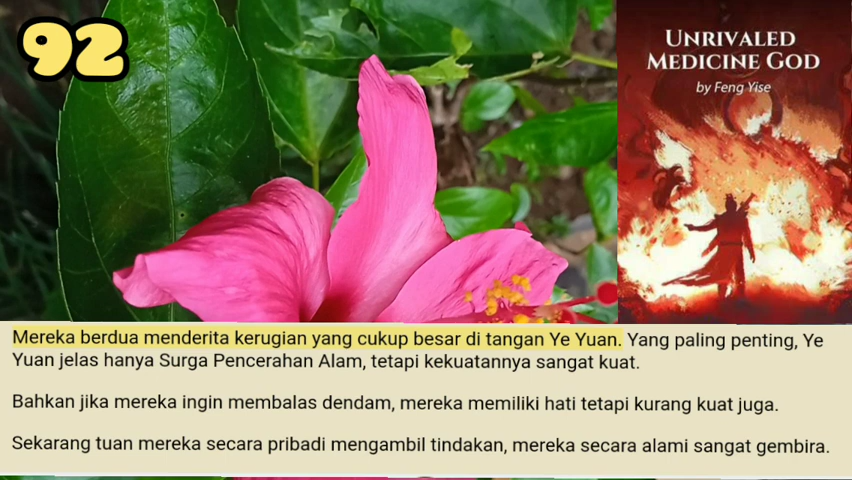 92
UNRIVALED
MEDICINE GOD
by Feng Yise
Mereka berdua menderita kerugian yang cukup besar di tangan Ye Yuan. Yang paling penting, Ye
Yuan jelas hanya Surga Pencerahan Alam, tetapi kekuatannya sangat kuat.
Bahkan jika mereka ingin membalas dendam, mereka memiliki hati tetapi kurang kuat juga.
Sekarang tuan mereka secara pribadi mengambil tindakan, mereka secara alami sangat gembira.